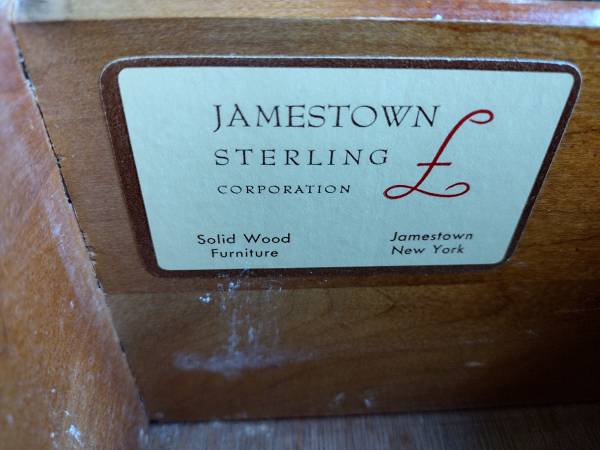 JAMESTOWN
STERLING
CORPORATION
£
Solid Wood
Furniture
Jamestown
New York